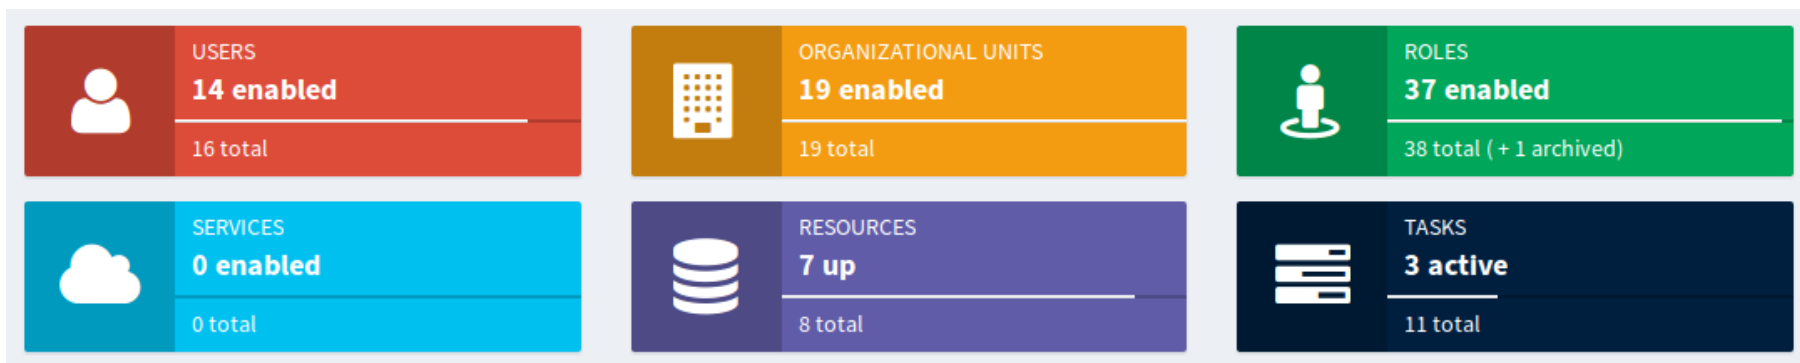 USERS
14 enabled
16 total
ORGANIZATIONAL UNITS
19 enabled
19 total
ROLES
37 enabled
38 total ( + 1 archived)
SERVICES
0 enabled
0 total
RESOURCES
7 up
8 total
TASKS
3 active
11 total